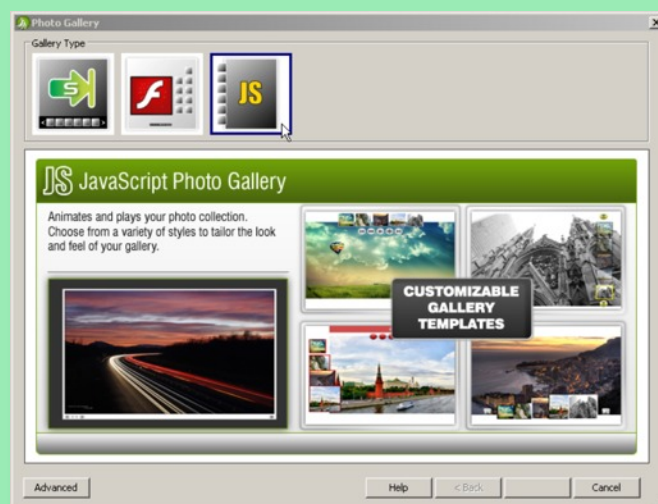 Photo Gallery
Gallery Type
S
JS
JS JavaScript Photo Gallery
Animates and plays your photo collection.
Choose from a variety of styles to tailor the look
and feel of your gallery.
CUSTOMIZABLE
GALLERY
TEMPLATES
Advanced
Help
< Back
Cancel